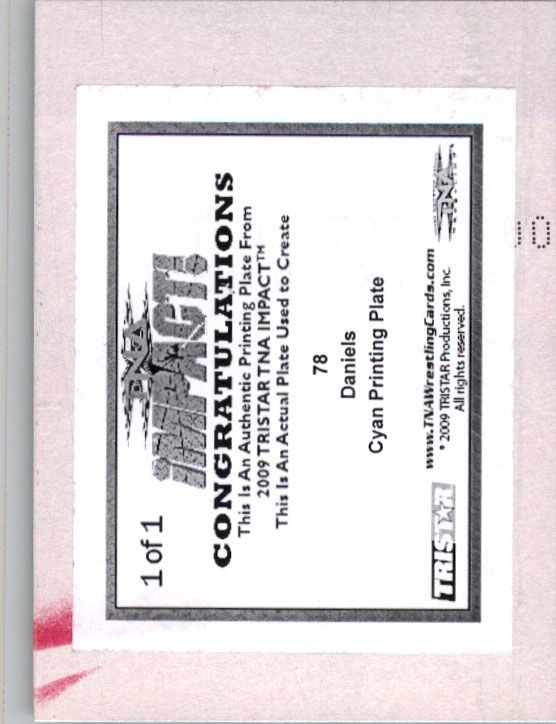 1 of 1
TNA
iMPACT!
CONGRATULATIONS
This Is An Authentic Printing Plate From
2009 TRISTAR TNA IMPACT™
This Is An Actual Plate Used to Create
78
Daniels
Cyan Printing Plate
TRISTAR
www.TNAWrestlingCards.com
* 2009 TRISTAR Productions, Inc.
All rights reserved.
TNA